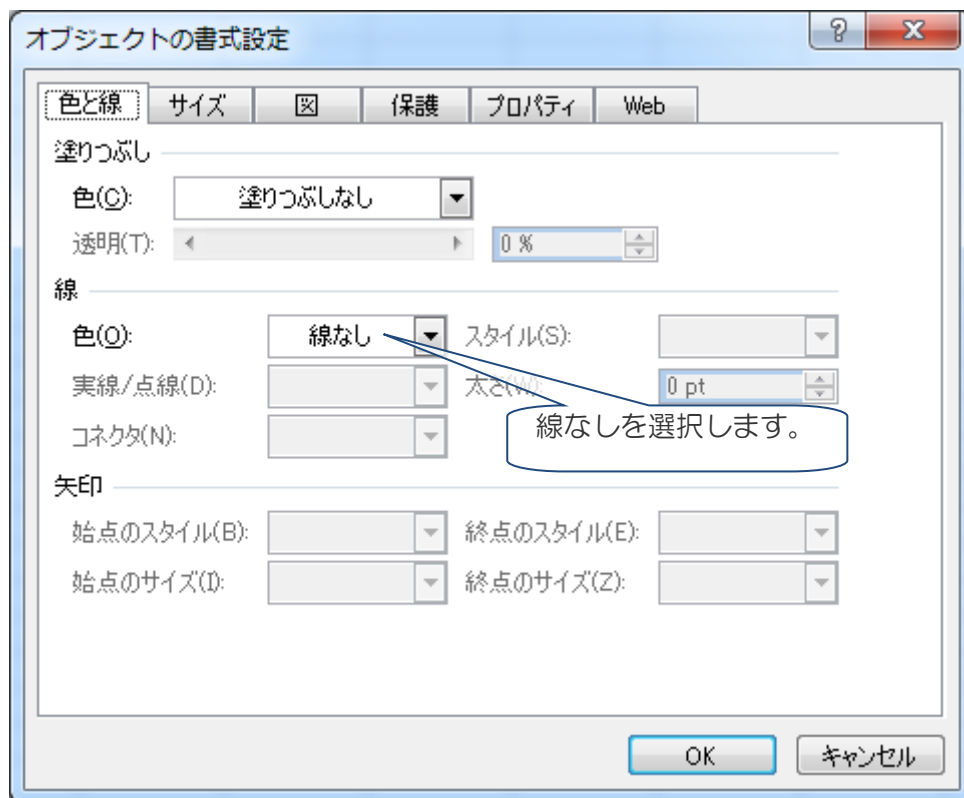 オブジェクトの書式設定
色と線 サイズ 図 保護 プロパティ Web
塗りつぶし
色(C): 塗りつぶしなし
透明(T): 0 %
線
色(O): 線なし スタイル(S):
実線/点線(D): 太さ(W): 0 pt
コネクタ(N):
線なしを選択します。
矢印
始点のスタイル(B): 終点のスタイル(E):
始点のサイズ(I): 終点のサイズ(Z):
OK キャンセル